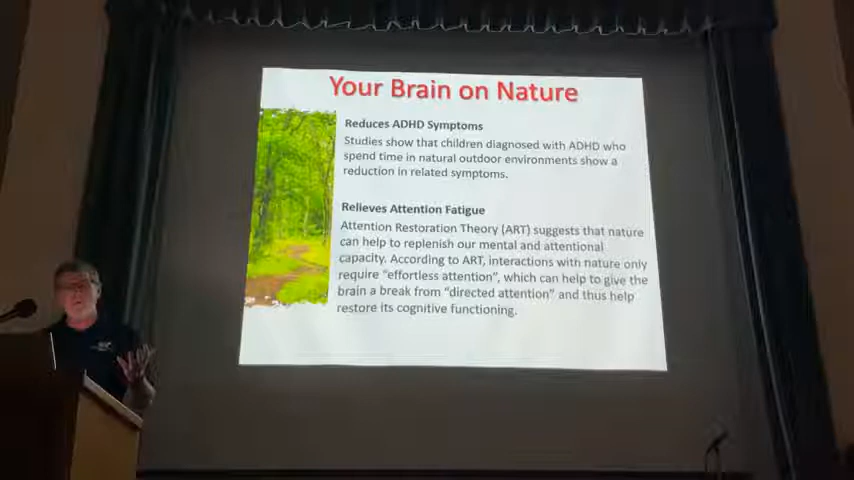 Your Brain on Nature
Reduces ADHD Symptoms
Studies show that children diagnosed with ADHD who
spend time in natural outdoor environments show a
reduction in related symptoms.
Relieves Attention Fatigue
Attention Restoration Theory (ART) suggests that nature
can help to replenish our mental and attentional
capacity. According to ART, interactions with nature only
require “effortless attention”, which can help to give the
brain a break from “directed attention” and thus help
restore its cognitive functioning.